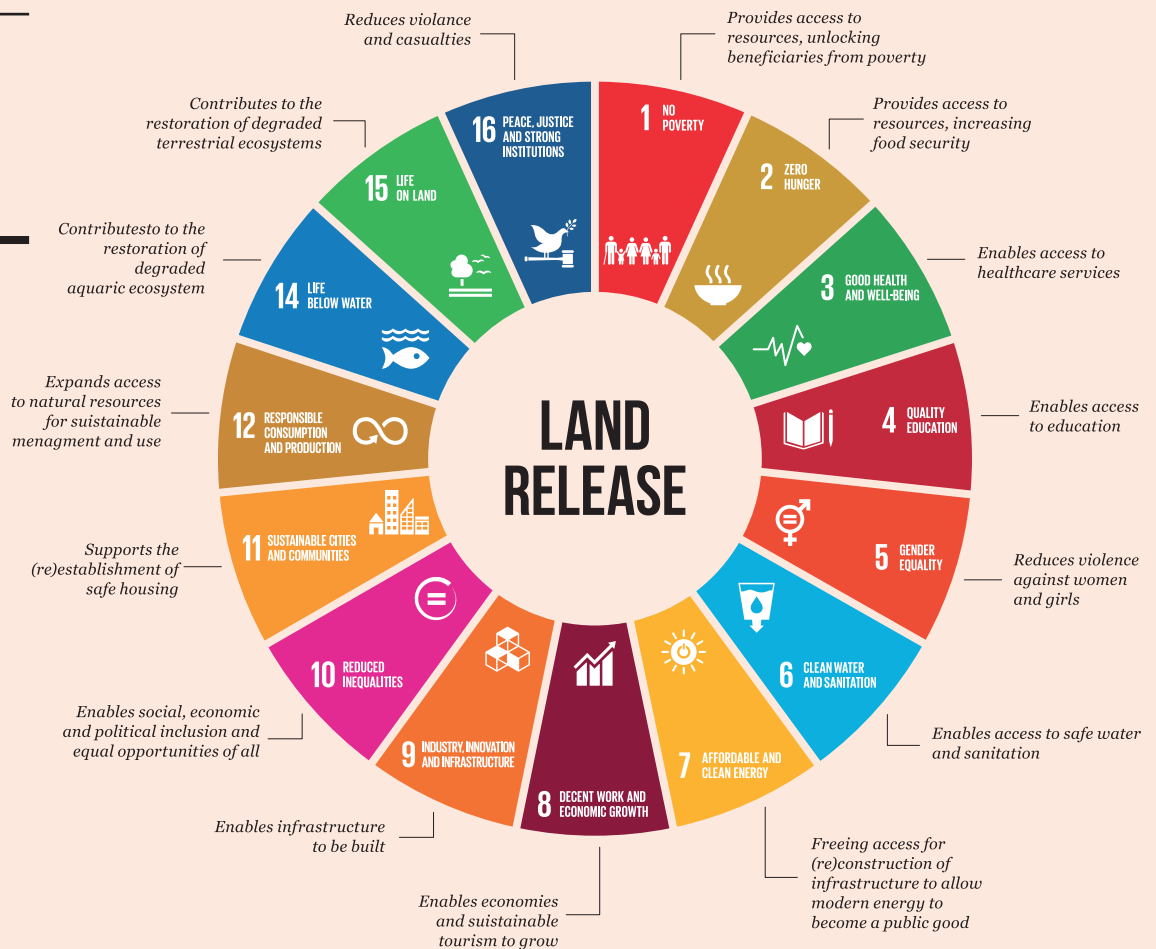 Reduces violance
and casualties
Provides access to
resources, unlocking
beneficiaries from poverty
Contributes to the
restoration of degraded
terrestrial ecosystems
Provides access to
resources, increasing
food security
Contributesto to the
restoration of
degraded
aquaric ecosystem
Enables access to
healthcare services
Expands access
to natural resources
for suistainable
menagment and use
Enables access
to education
Supports the
(re)establishment of
safe housing
Reduces violence
against women
and girls
Enables social, economic
and political inclusion and
equal opportunities of all
Enables access to safe water
and sanitation
Enables infrastructure
to be built
Enables economies
and suistainable
tourism to grow
Freeing access for
(re)construction of
infrastructure to allow
modern energy to
become a public good
LAND
RELEASE
1 NO
POVERTY
2 ZERO
HUNGER
3 GOOD HEALTH
AND WELL-BEING
4 QUALITY
EDUCATION
5 GENDER
EQUALITY
6 CLEAN WATER
AND SANITATION
7 AFFORDABLE AND
CLEAN ENERGY
8 DECENT WORK AND
ECONOMIC GROWTH
9 INDUSTRY, INNOVATION
AND INFRASTRUCTURE
10 REDUCED
INEQUALITIES
11 SUSTAINABLE CITIES
AND COMMUNITIES
12 RESPONSIBLE
CONSUMPTION
AND PRODUCTION
14 LIFE
BELOW WATER
15 LIFE
ON LAND
16 PEACE, JUSTICE
AND STRONG
INSTITUTIONS